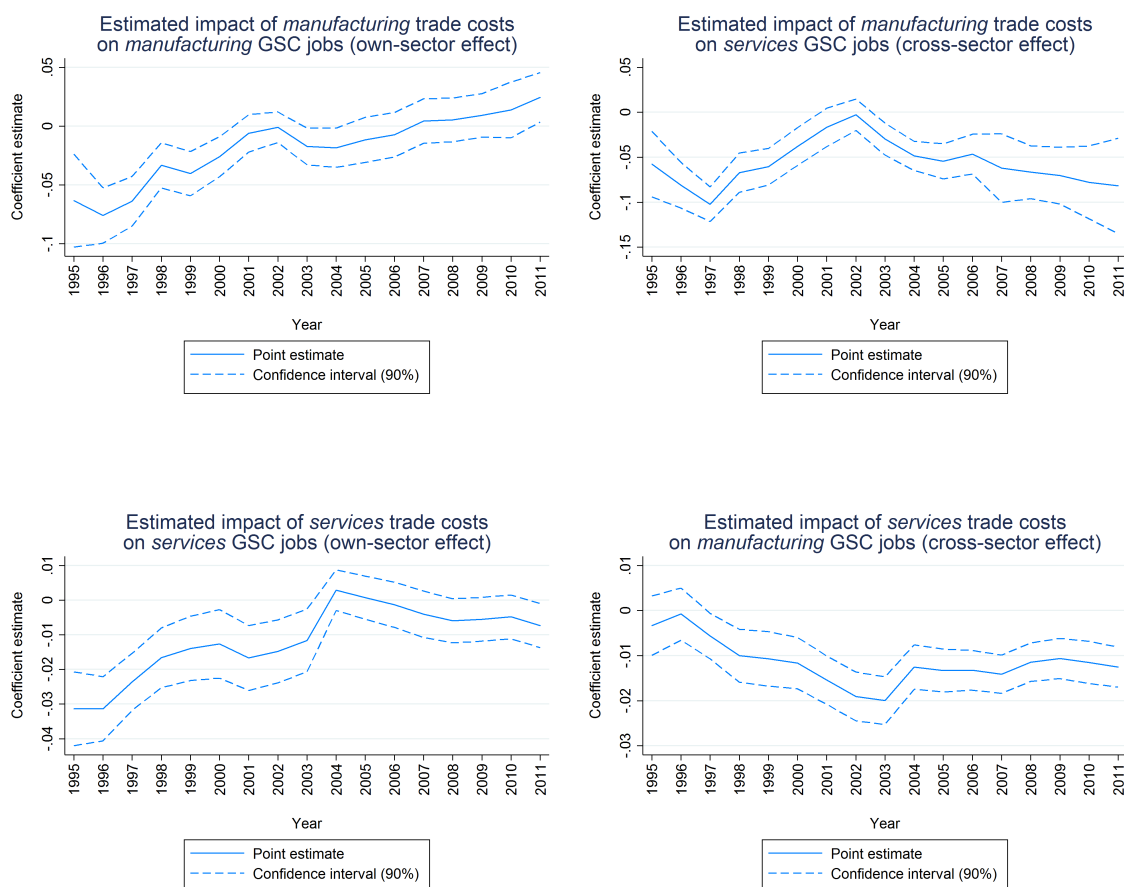 Estimated impact of manufacturing trade costs
on manufacturing GSC jobs (own-sector effect)
Coefficient estimate
.05
0
-.05
-.1
1995 1996 1997 1998 1999 2000 2001 2002 2003 2004 2005 2006 2007 2008 2009 2010 2011
Year
Point estimate
Confidence interval (90%)
Estimated impact of manufacturing trade costs
on services GSC jobs (cross-sector effect)
Coefficient estimate
.05
0
-.05
-.1
-.15
1995 1996 1997 1998 1999 2000 2001 2002 2003 2004 2005 2006 2007 2008 2009 2010 2011
Year
Point estimate
Confidence interval (90%)
Estimated impact of services trade costs
on services GSC jobs (own-sector effect)
Coefficient estimate
.01
0
-.01
-.02
-.03
-.04
1995 1996 1997 1998 1999 2000 2001 2002 2003 2004 2005 2006 2007 2008 2009 2010 2011
Year
Point estimate
Confidence interval (90%)
Estimated impact of services trade costs
on manufacturing GSC jobs (cross-sector effect)
Coefficient estimate
.01
0
-.01
-.02
-.03
1995 1996 1997 1998 1999 2000 2001 2002 2003 2004 2005 2006 2007 2008 2009 2010 2011
Year
Point estimate
Confidence interval (90%)